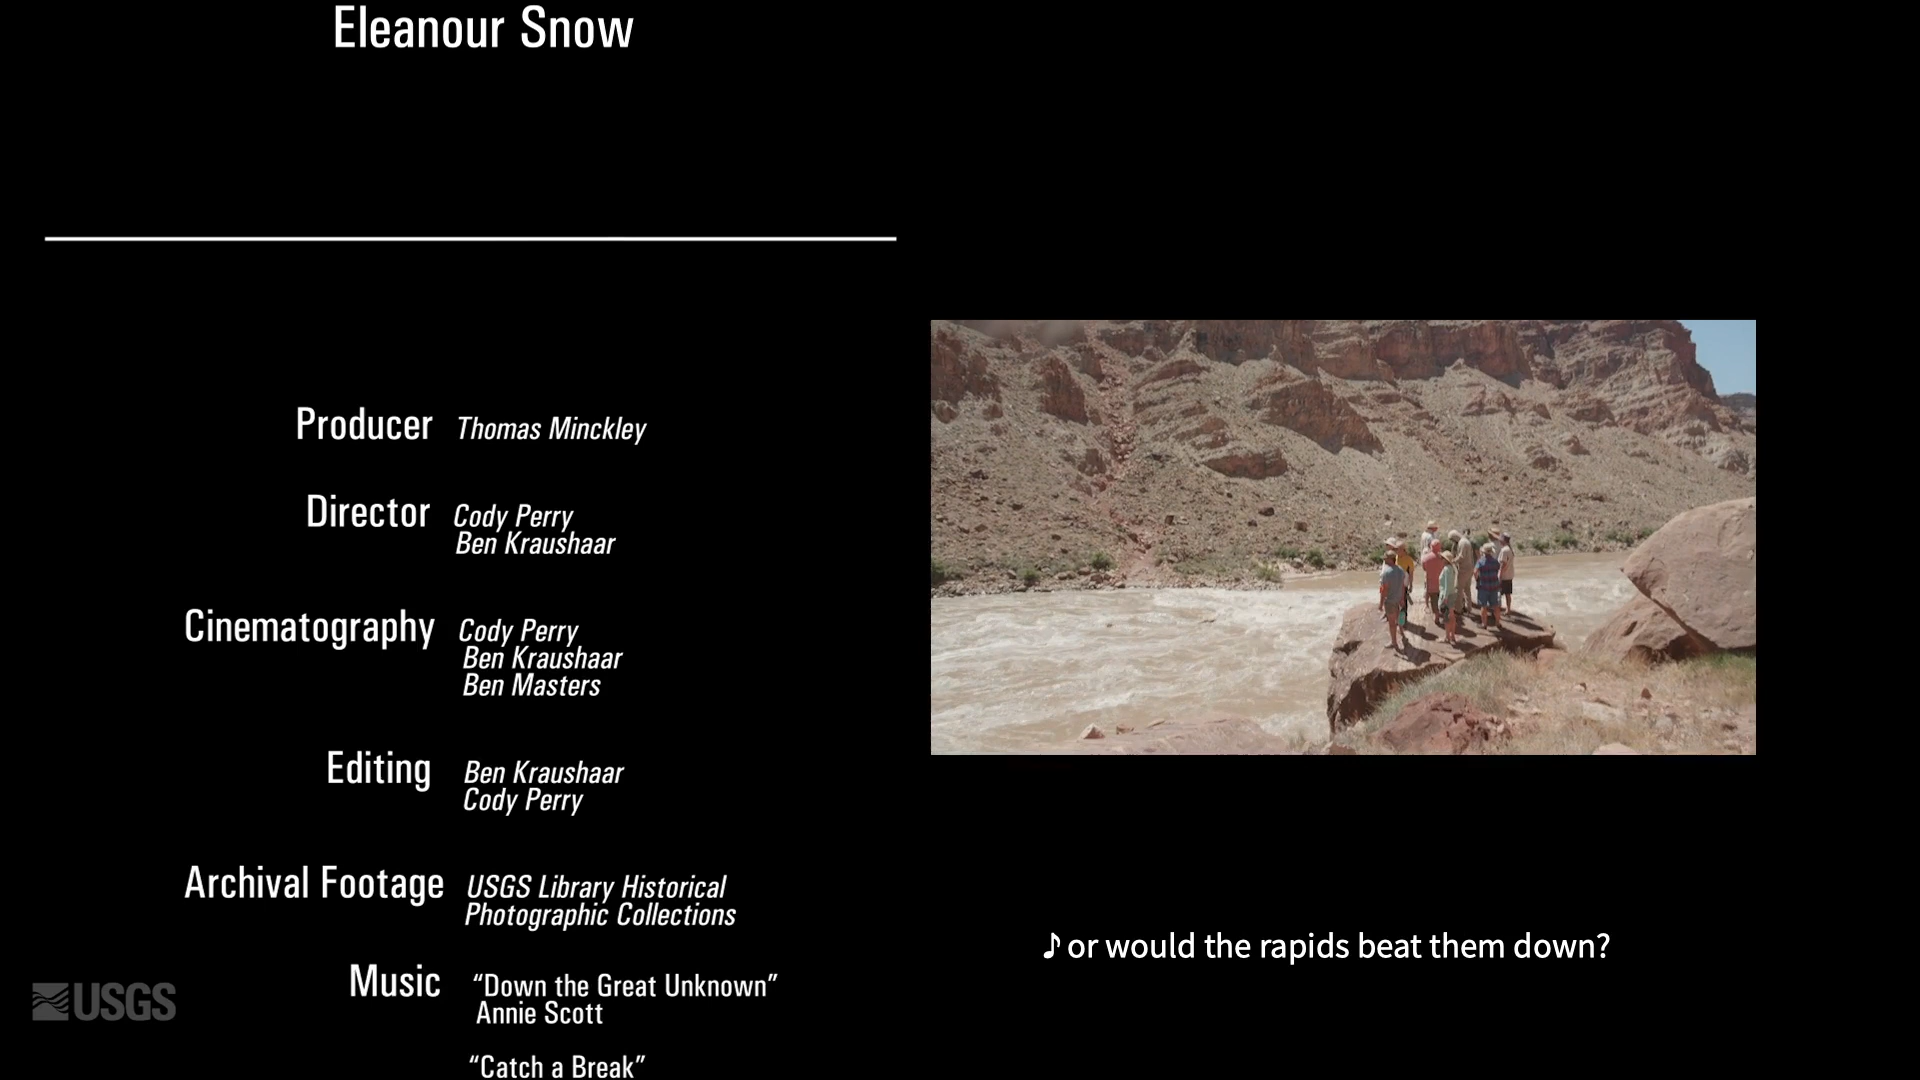 Eleanour Snow
Producer Thomas Minckley
Director Cody Perry
Ben Kraushaar
Cinematography Cody Perry
Ben Kraushaar
Ben Masters
Editing Ben Kraushaar
Cody Perry
Archival Footage USGS Library Historical
Photographic Collections
Music “Down the Great Unknown”
Annie Scott
“Catch a Break”
♪ or would the rapids beat them down?
USGS